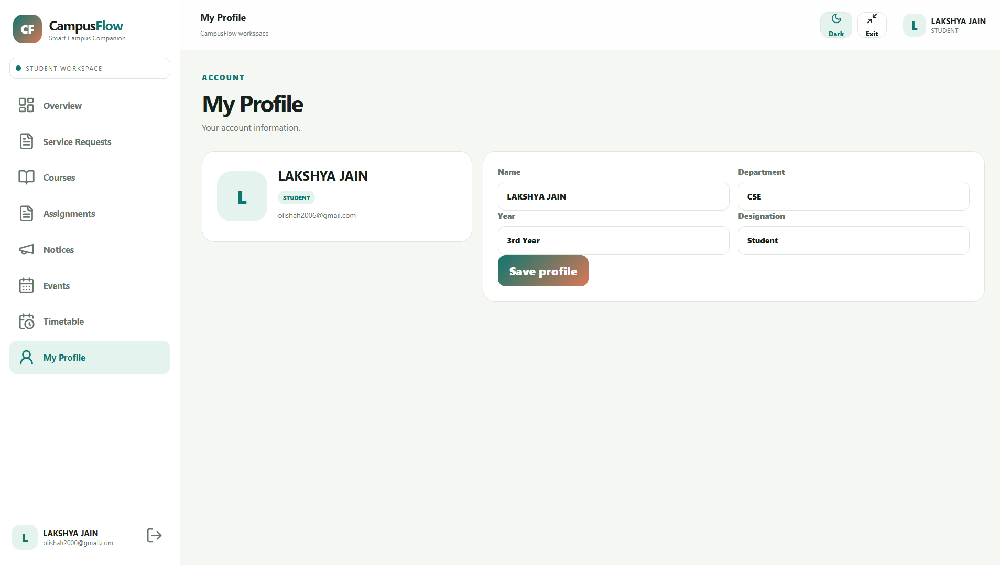 CF
CampusFlow
Smart Campus Companion
STUDENT WORKSPACE
Overview
Service Requests
Courses
Assignments
Notices
Events
Timetable
My Profile
L
LAKSHYA JAIN
olishah2006@gmail.com
My Profile
CampusFlow workspace
Dark
Exit
L
LAKSHYA JAIN
STUDENT
ACCOUNT
My Profile
Your account information.
L
LAKSHYA JAIN
STUDENT
olishah2006@gmail.com
Name
LAKSHYA JAIN
Department
CSE
Year
3rd Year
Designation
Student
Save profile